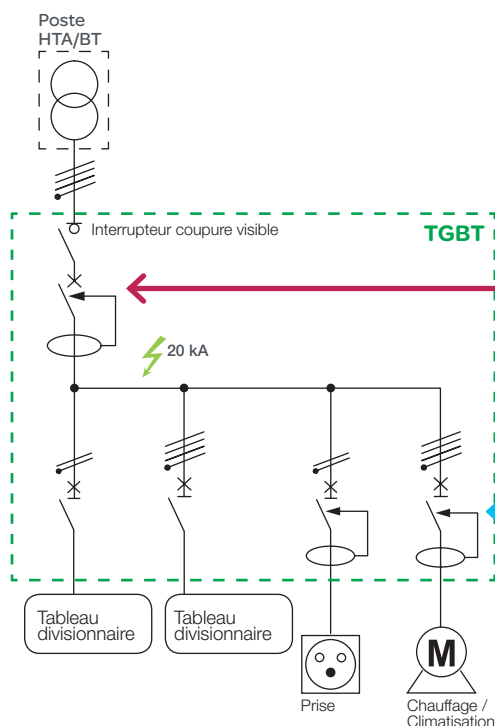 Poste
HTA/BT
Interrupteur coupure visible
TGBT
20 kA
Tableau
divisionnaire
Tableau
divisionnaire
M
Prise
Chauffage /
Climatisation